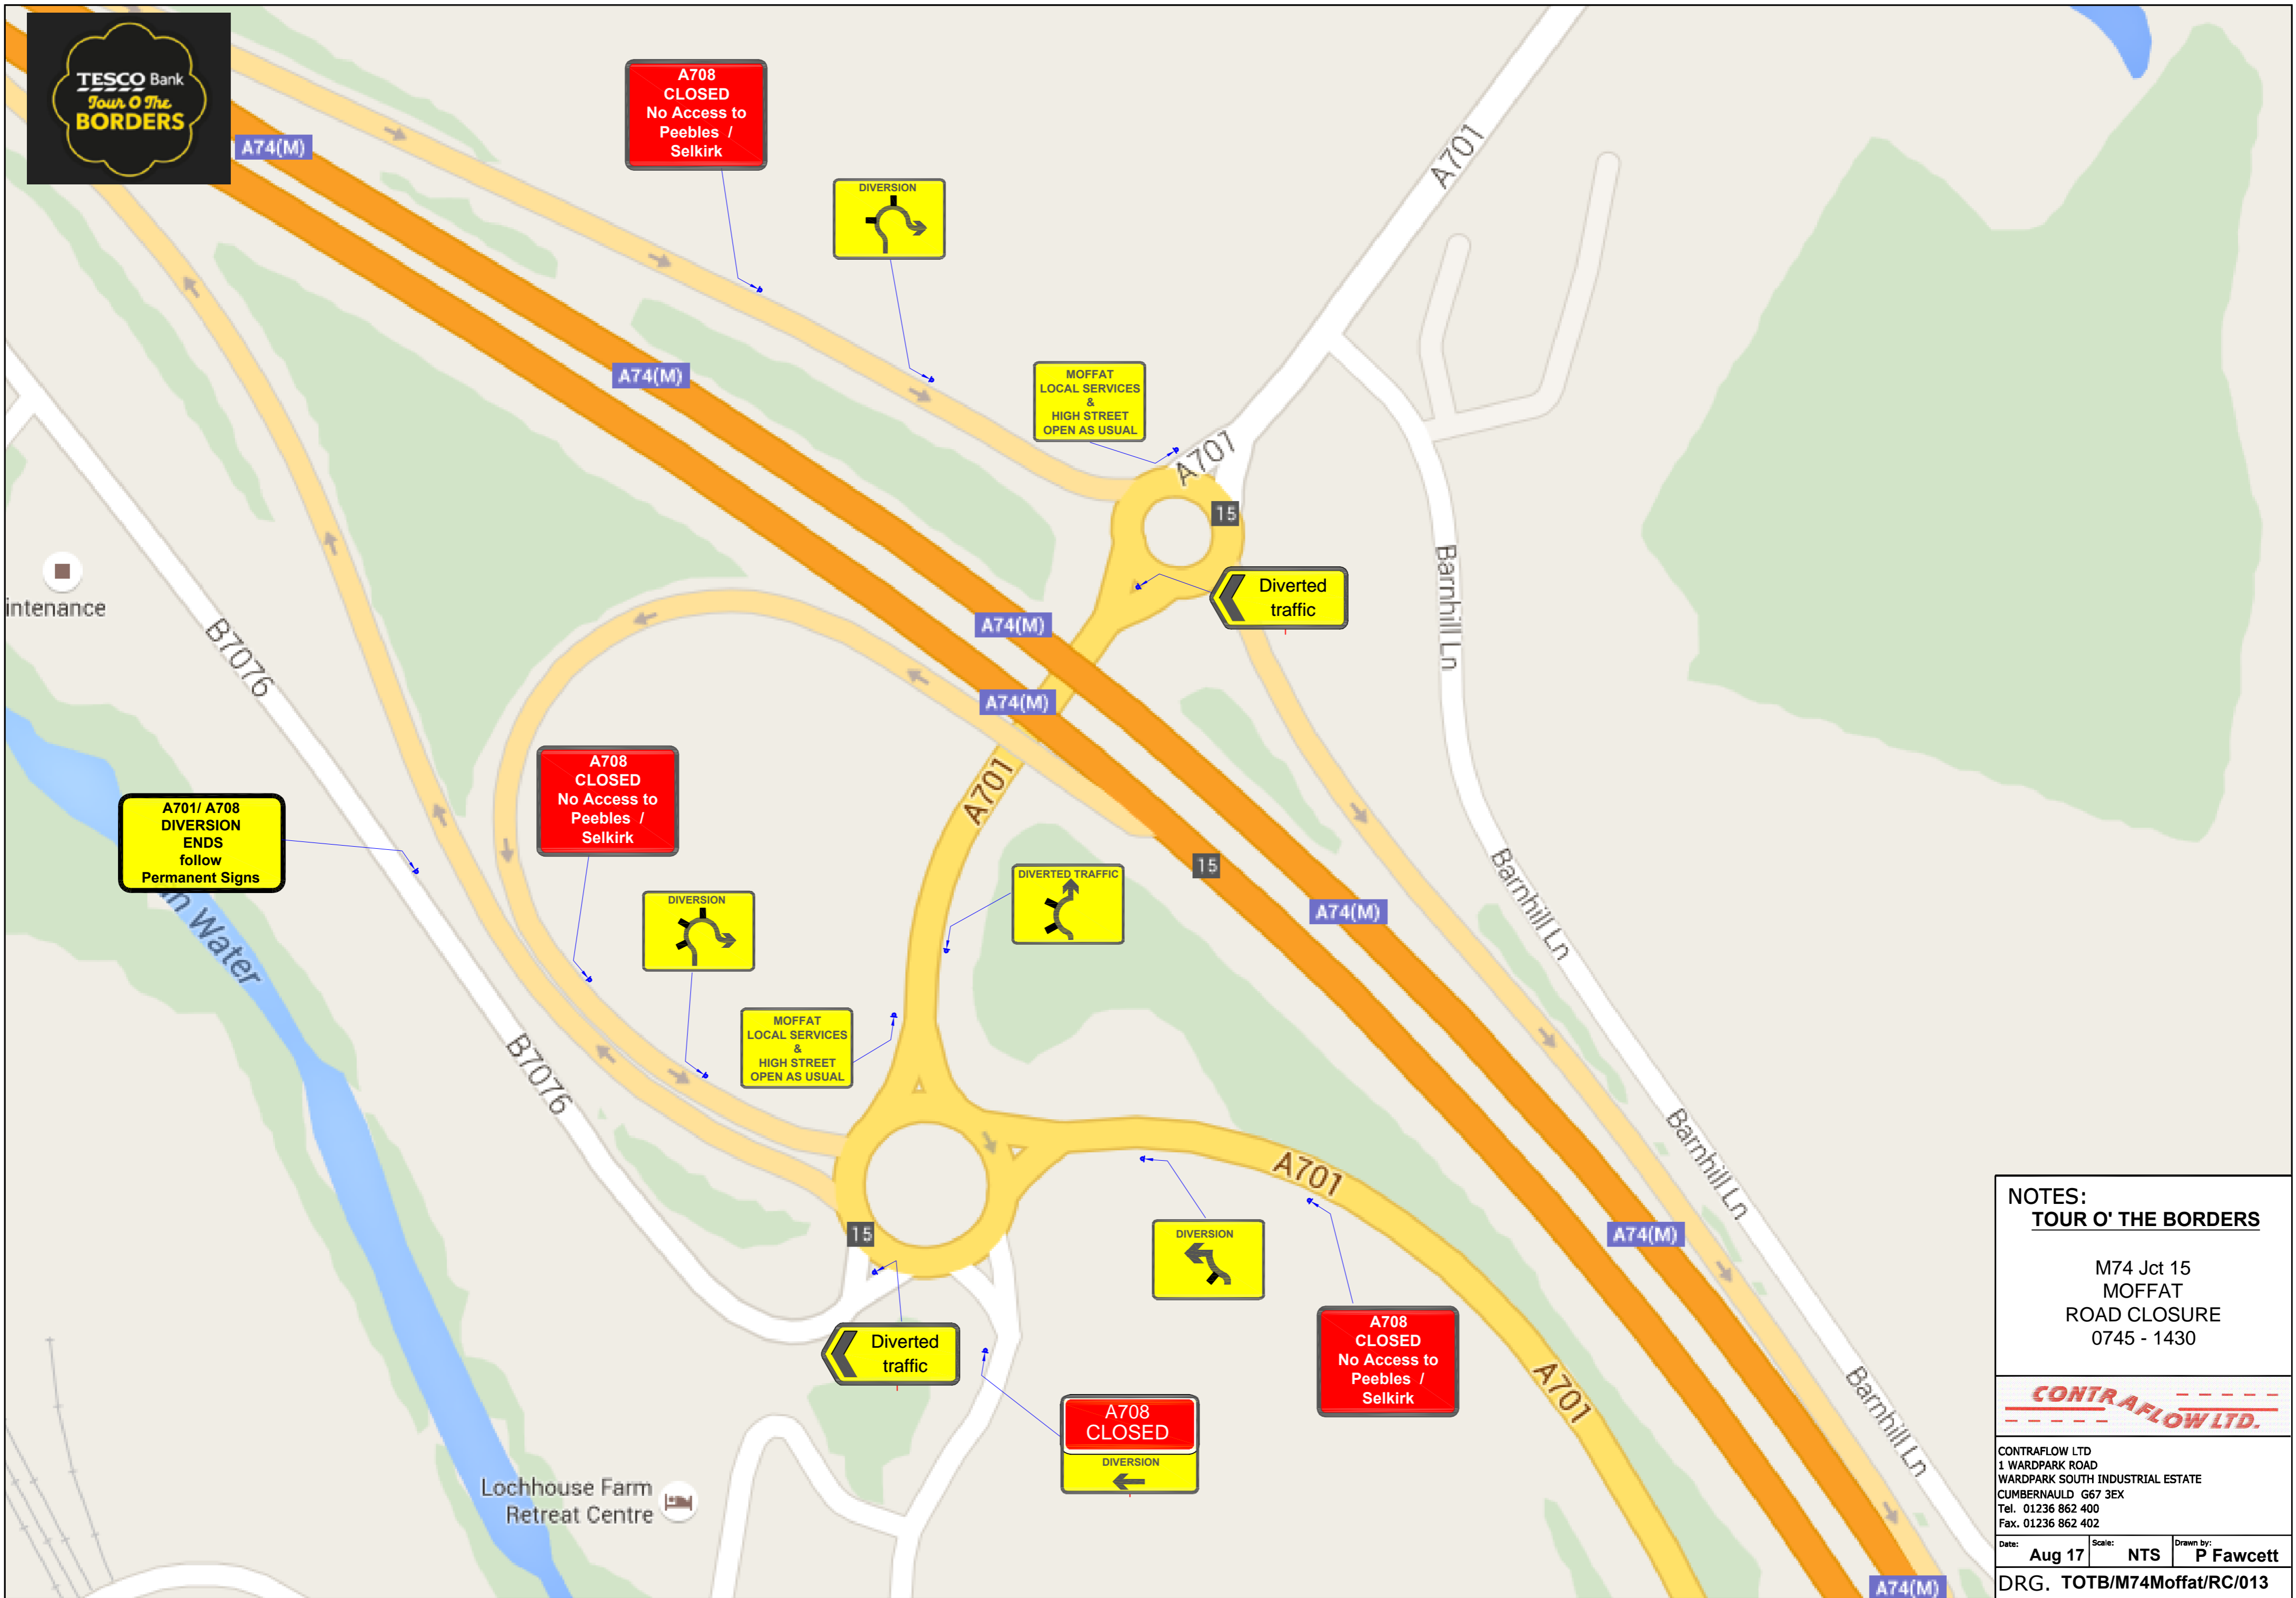 TESCO Bank
Tour O The
BORDERS
A74(M)
A708
CLOSED
No Access to
Peebles /
Selkirk
DIVERSION
A701
A74(M)
MOFFAT
LOCAL SERVICES
&
HIGH STREET
OPEN AS USUAL
A701
15
Diverted
traffic
Barnhill Ln
intenance
B7076
A74(M)
A74(M)
A701
A708
CLOSED
No Access to
Peebles /
Selkirk
A701/ A708
DIVERSION
ENDS
follow
Permanent Signs
Water
15
DIVERTED TRAFFIC
A74(M)
Barnhill Ln
DIVERSION
MOFFAT
LOCAL SERVICES
&
HIGH STREET
OPEN AS USUAL
B7076
A701
Barnhill Ln
15
DIVERSION
A74(M)
Diverted
traffic
A708
CLOSED
No Access to
Peebles /
Selkirk
A708
CLOSED
DIVERSION
A701
Barnhill Ln
Lochhouse Farm
Retreat Centre
A74(M)
NOTES:
TOUR O' THE BORDERS
M74 Jct 15
MOFFAT
ROAD CLOSURE
0745 - 1430
CONTRAFLOW LTD.
CONTRAFLOW LTD
1 WARDPARK ROAD
WARDPARK SOUTH INDUSTRIAL ESTATE
CUMBERNAULD G67 3EX
Tel. 01236 862 400
Fax. 01236 862 402
Date: Aug 17 Scale: NTS Drawn by: P Fawcett
DRG. TOTB/M74Moffat/RC/013